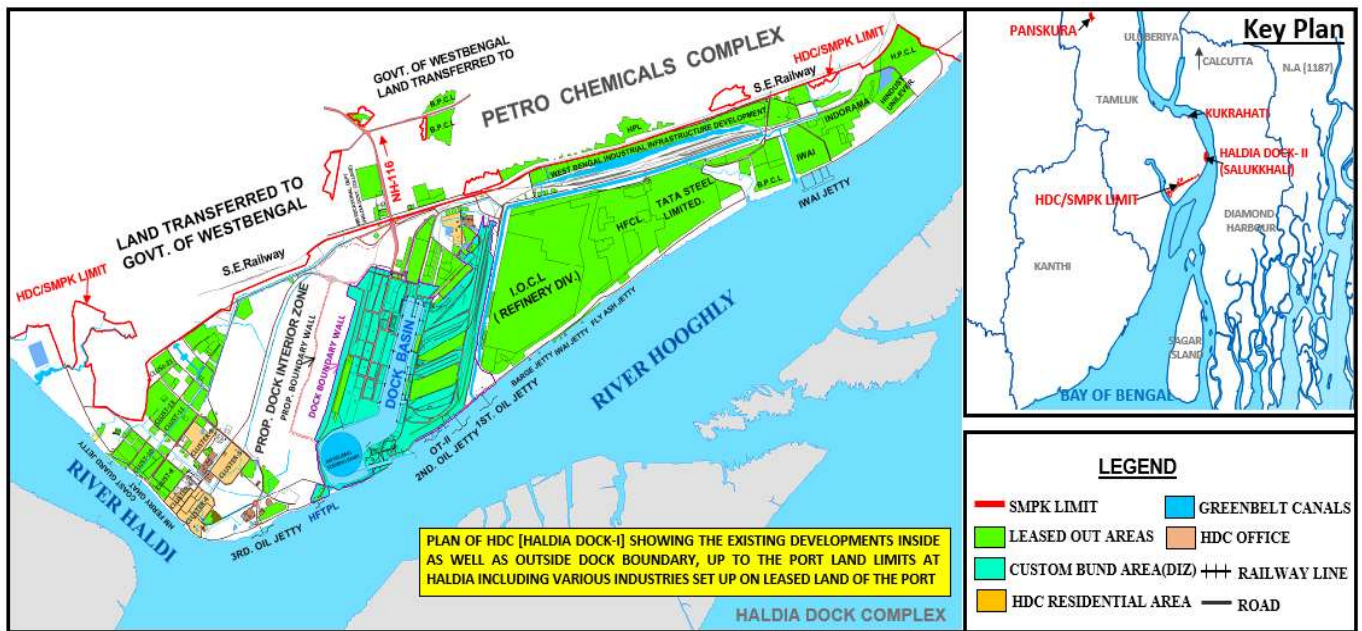 GOVT. OF WESTBENGAL
LAND TRANSFERRED TO
PETRO CHEMICALS COMPLEX
HDC/SMPK LIMIT
S.E.Railway
H.P.C.L
HINDUST
UNILEVER
INDORAMA
B.P.C.L
B.P.C.L
HPL
WEST BENGAL INDUSTRIAL INFRASTRUCTURE DEVELOPMENT
IWAI
B.P.C.L
IWAI JETTY
NH-116
LAND TRANSFERRED TO
GOVT. OF WESTBENGAL
S.E.Railway
HDC/SMPK LIMIT
TATA STEEL
LIMITED.
HFCL
I.O.C.L
( REFINERY DIV.)
PROP. DOCK INTERIOR ZONE
PROP. BOUNDARY WALL
DOCK BOUNDARY WALL
DOCK BASIN
FLY ASH JETTY
IWAI JETTY
BARGE JETTY
1ST. OIL JETTY
OT-II
2ND. OIL JETTY
HFTPL
3RD. OIL JETTY
RIVER HOOGHLY
RIVER HALDI
COAST GUARD JETTY
HM FERRY GHAT
PLAN OF HDC [HALDIA DOCK-I] SHOWING THE EXISTING DEVELOPMENTS INSIDE
AS WELL AS OUTSIDE DOCK BOUNDARY, UP TO THE PORT LAND LIMITS AT
HALDIA INCLUDING VARIOUS INDUSTRIES SET UP ON LEASED LAND OF THE PORT
HALDIA DOCK COMPLEX
Key Plan
PANSKURA
ULUBERIYA
CALCUTTA
N.A (1187)
TAMLUK
KUKRAHATI
HALDIA DOCK- II
(SALUKKHALI)
HDC/SMPK LIMIT
DIAMOND
HARBOUR
KANTHI
SAGAR
ISLAND
BAY OF BENGAL
LEGEND
SMPK LIMIT
GREENBELT CANALS
LEASED OUT AREAS
HDC OFFICE
CUSTOM BUND AREA(DIZ)
RAILWAY LINE
HDC RESIDENTIAL AREA
ROAD